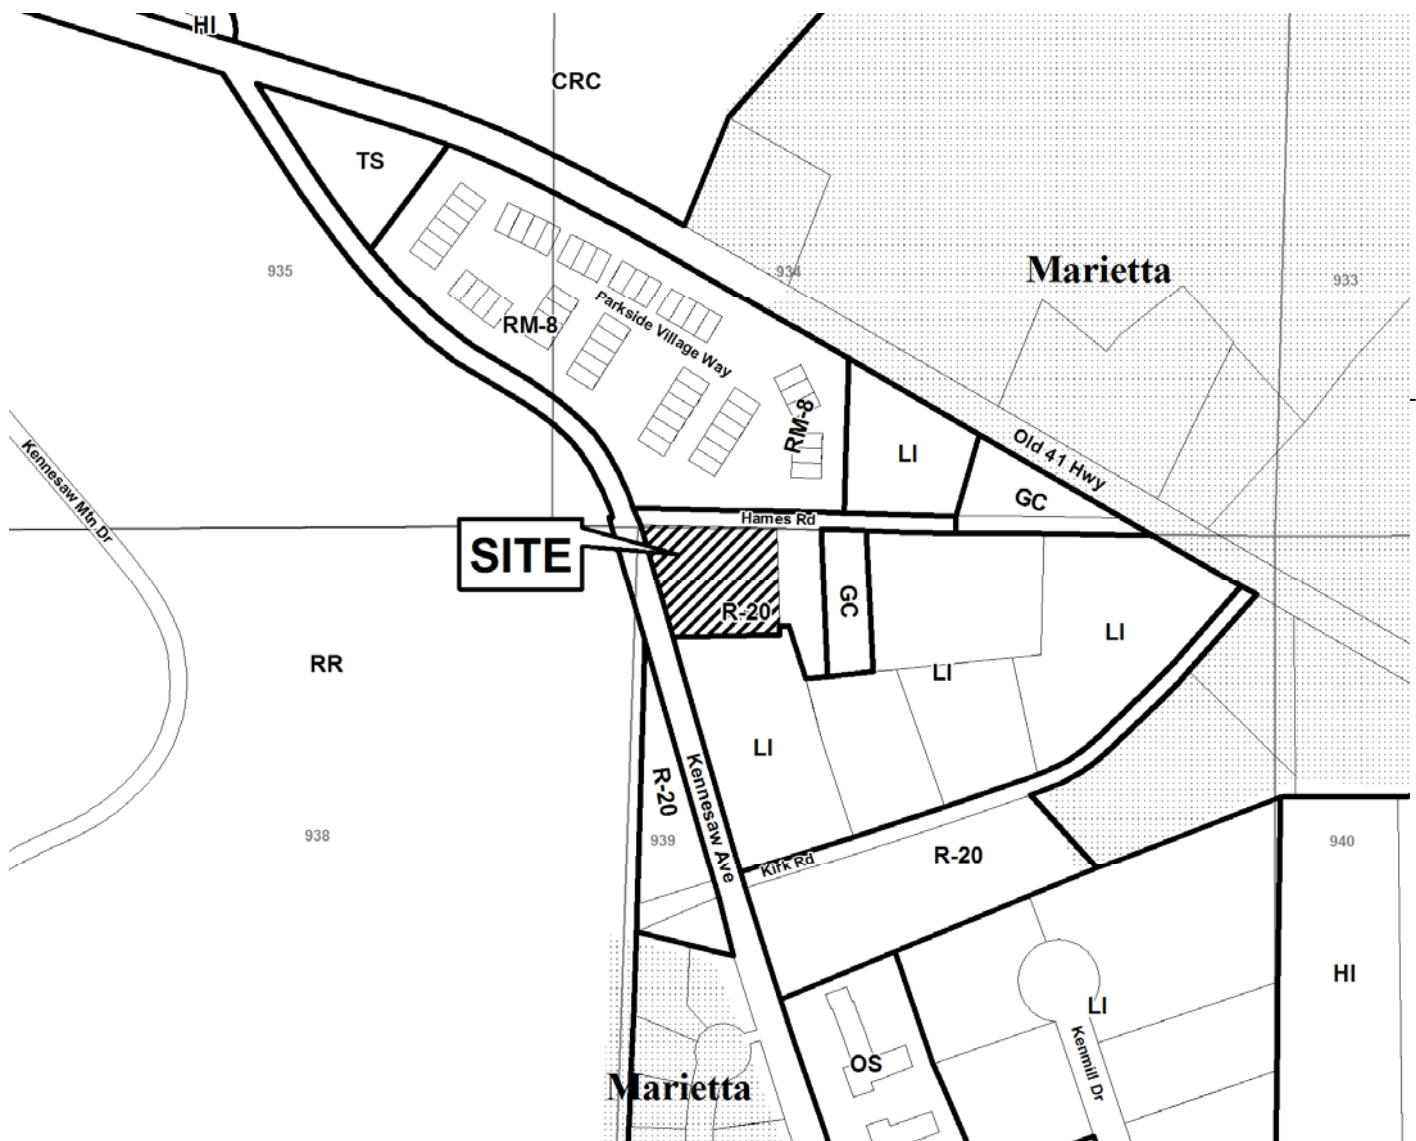 HI
CRC
TS
935
934
Marietta
933
RM-8
Parkside Village Way
RM-8
LI
Old 41 Hwy
GC
Kennesaw Mtn Dr
Hames Rd
SITE
R-20
GC
LI
RR
LI
LI
R-20
Kennesaw Ave
938
939
Kirk Rd
R-20
940
HI
LI
OS
Kenmill Dr
Marietta